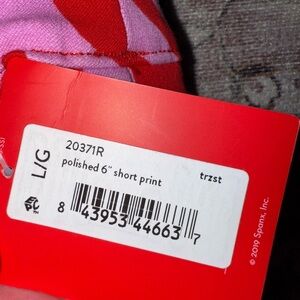 L/G
20371R
polished 6" short print
trzst
8 43953 44663 7
© 2019 Spanx, Inc.